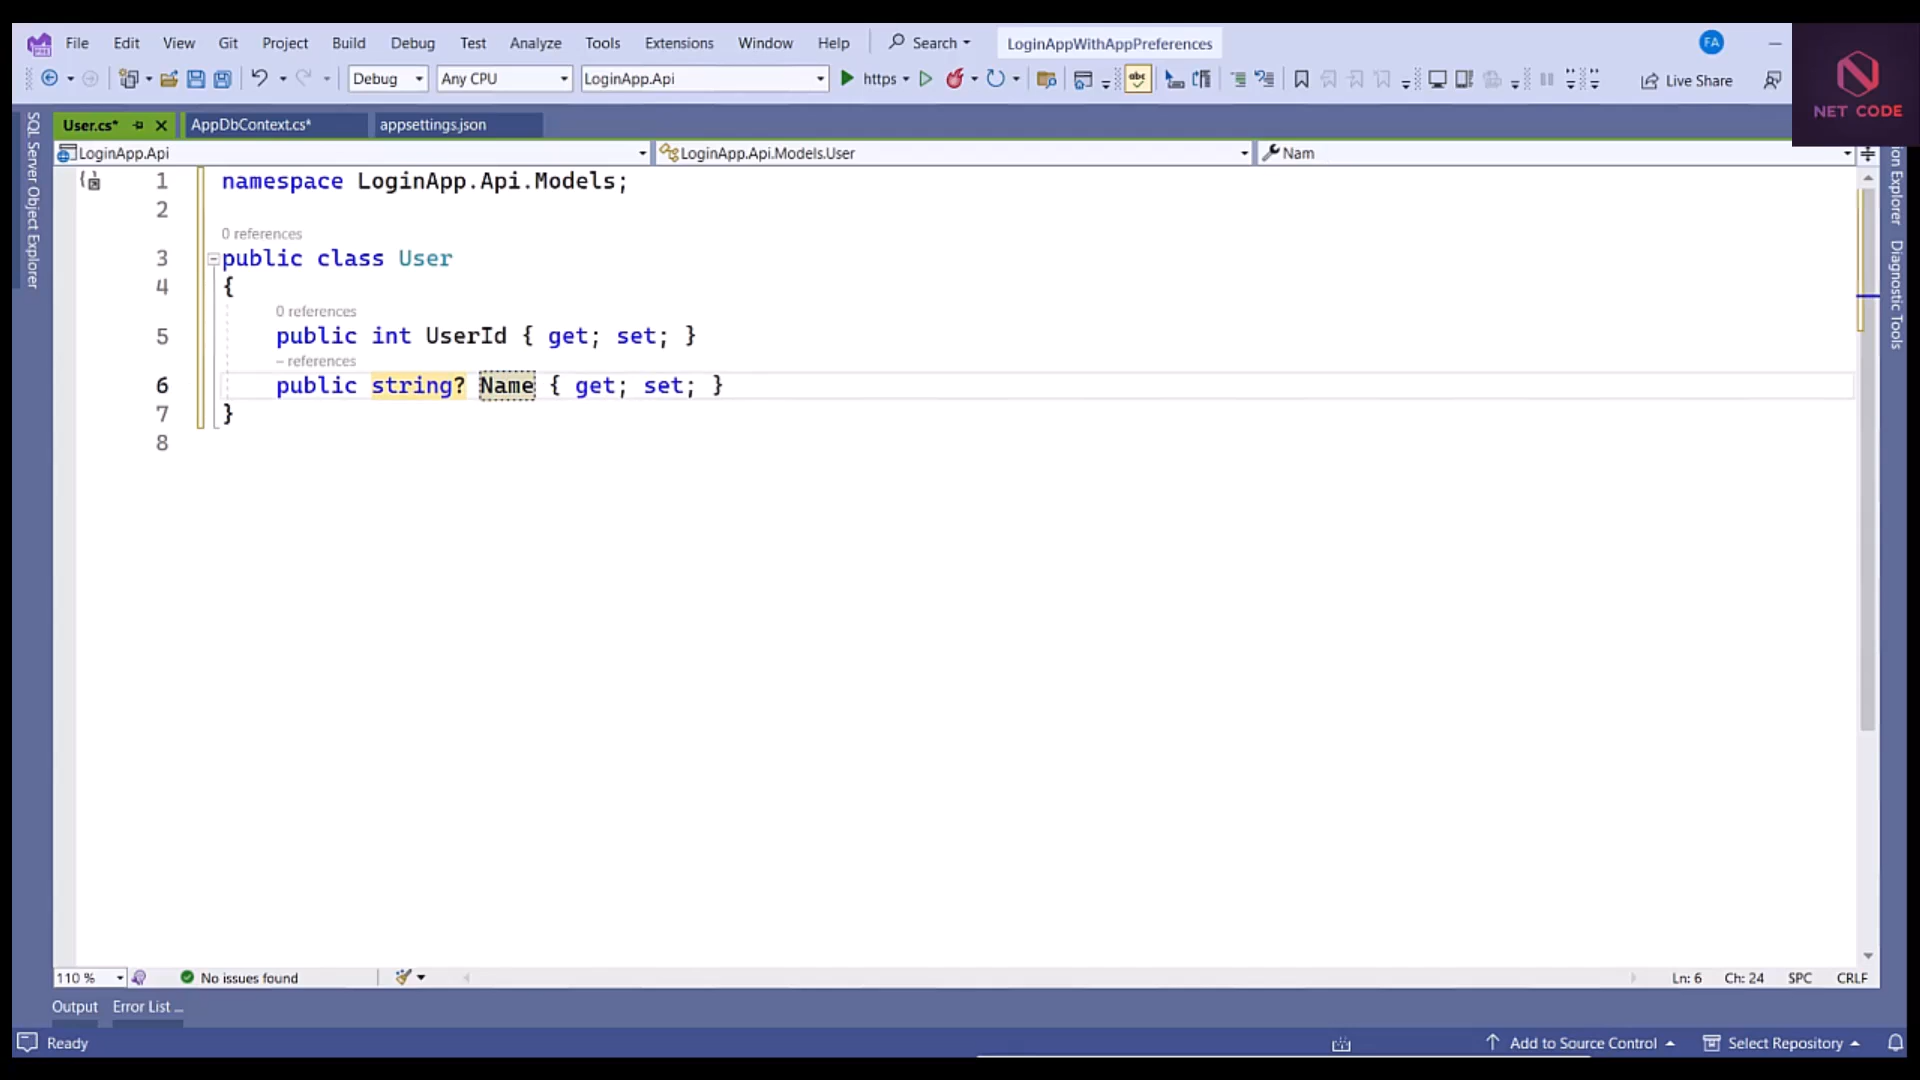 File Edit View Git Project Build Debug Test Analyze Tools Extensions Window Help Search LoginAppWithAppPreferences FA
Debug Any CPU LoginApp.Api https abc Live Share
NET CODE
User.cs* AppDbContext.cs* appsettings.json
LoginApp.Api LoginApp.Api.Models.User Nam
SQL Server Object Explorer
ion Explorer
Diagnostic Tools
1 namespace LoginApp.Api.Models;
2
0 references
3 public class User
4 {
0 references
5 public int UserId { get; set; }
– references
6 public string? Name { get; set; }
7 }
8
110 % No issues found Ln: 6 Ch: 24 SPC CRLF
Output Error List ...
Ready Add to Source Control Select Repository